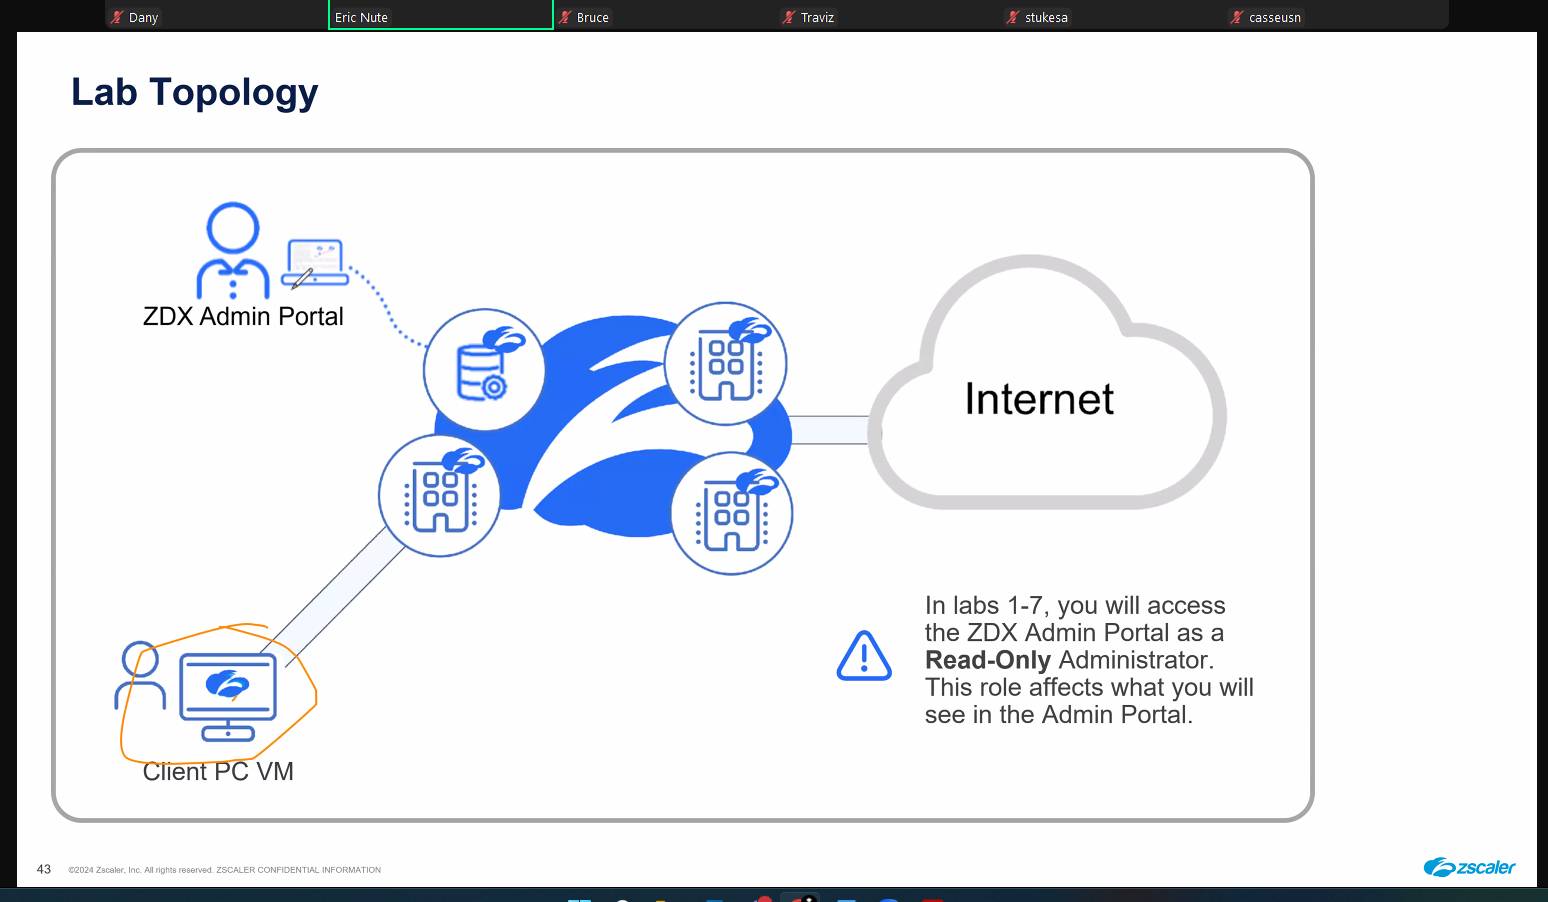 Dany
Eric Nute
Bruce
Traviz
stukesa
casseusn
Lab Topology
ZDX Admin Portal
Internet
In labs 1-7, you will access
the ZDX Admin Portal as a
Read-Only Administrator.
This role affects what you will
see in the Admin Portal.
Client PC VM
43
©2024 Zscaler, Inc. All rights reserved. ZSCALER CONFIDENTIAL INFORMATION
zscaler